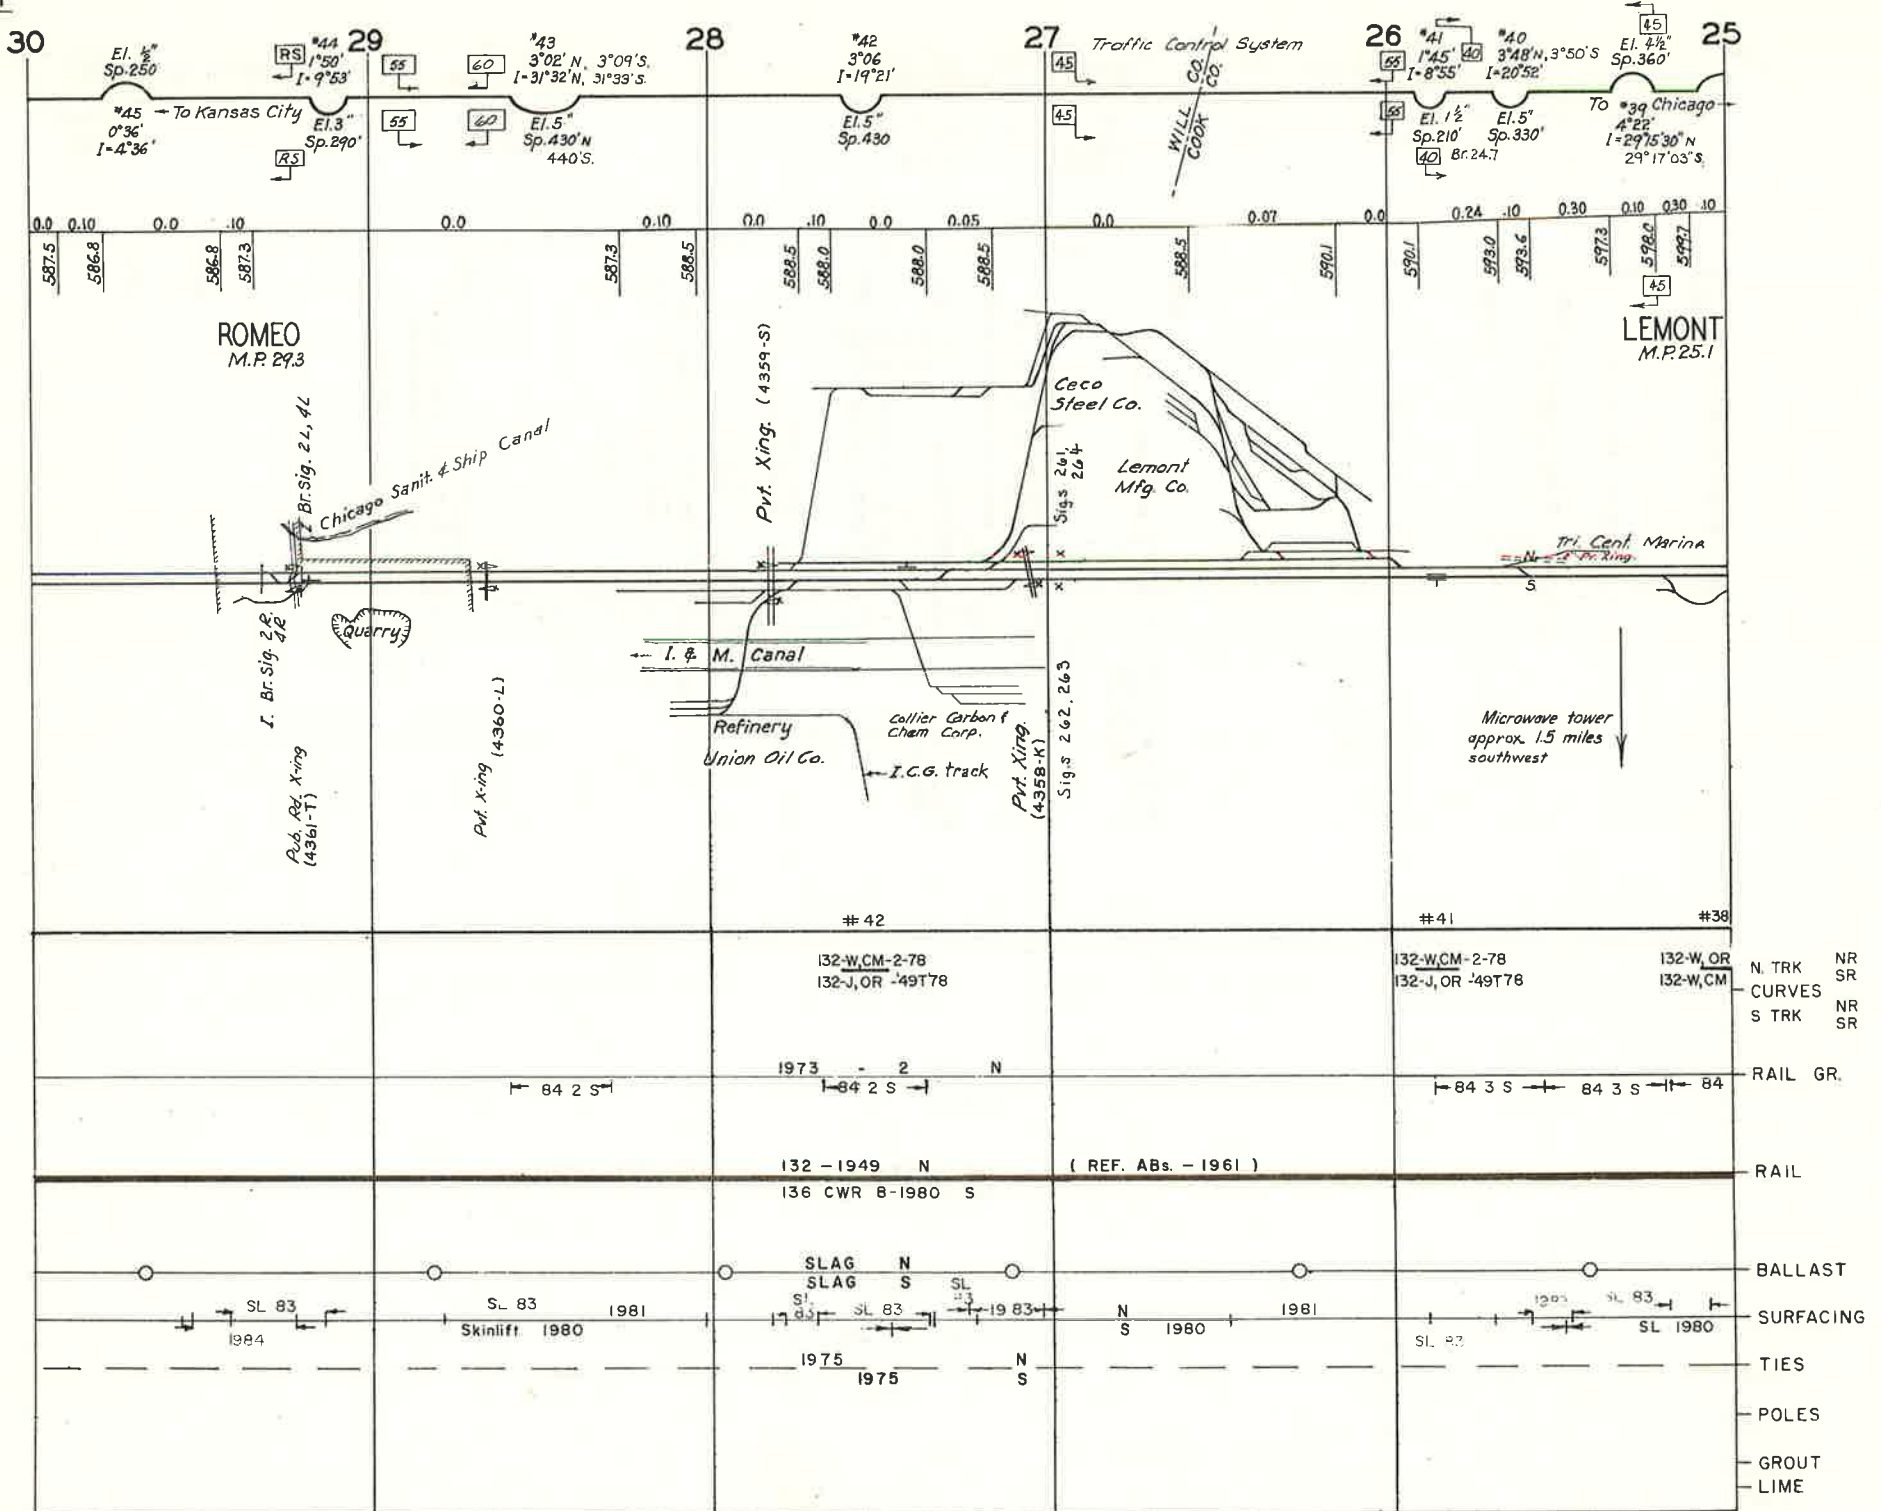 30
29
28
27
26
25
El. ½"
Sp.250
RS
#44
1°50'
I=9°53'
55
60
#43
3°02' N, 3°09'S.
I=31°32'N, 31°33'S.
#42
3°06
I=19°21'
45
Traffic Control System
55
#41
1°45'
I=8°55'
40
#40
3°48'N, 3°50'S
I=20°52'
45
El. 4½"
Sp.360'
#45
0°36'
I=4°36'
To Kansas City
El.3"
Sp.290'
RS
55
60
El.5"
Sp.430'N
440'S.
El.5"
Sp.430
45
WILL CO.
COOK CO.
55
El. 1½"
Sp.210'
40
Br.24.7
El.5"
Sp.330'
To Chicago
#39
4°22'
I=29°15'30"N
29°17'03"S.
0.0 0.10 0.0 .10 0.0 0.10 0.0 .10 0.0 0.05 0.0 0.07 0.0 0.24 .10 0.30 0.10 0.30 .10
587.5 586.8 586.8 587.3 587.3 588.5 588.5 588.0 588.0 588.5 588.5 590.1 590.1 593.0 593.6 597.3 598.0 599.7
45
ROMEO
M.P. 29.3
LEMONT
M.P. 25.1
Br. Sig. 2L, 4L
Chicago Sanit. & Ship Canal
Pvt. Xing. (4359-S)
Ceco
Steel Co.
Lemont
Mfg. Co.
Sigs 261,
264
Tri. Cent. Marina
Pr. Xing.
N
S
Quarry
I. Br. Sig. 2R.
4R
Pub. Rd. X-ing
(4361-T)
Pvt. X-ing (4360-L)
I. & M. Canal
Refinery
Union Oil Co.
Collier Carbon &
Chem Corp.
I.C.G. track
Pvt. Xing.
(4358-K)
Sig.s 262, 263
Microwave tower
approx. 1.5 miles
southwest
#42
#41
#38
132-W,CM-2-78
132-J,OR -'49T'78
132-W,CM-2-78
132-J,OR -'49T78
132-W, OR
132-W,CM
N. TRK NR
SR
CURVES
S TRK NR
SR
1973 - 2 N
84 2 S
84 2 S
84 3 S
84 3 S
84
RAIL GR.
132 - 1949 N
( REF. ABs. - 1961 )
136 CWR B-1980 S
RAIL
SLAG N
SLAG S
BALLAST
SL 83
1984
SL 83
1981
Skinlift 1980
SL
83
SL 83
SL
83
19 83
N
S 1980
1981
SL 83
SL 83
SL 1980
SURFACING
1975 N
1975 S
TIES
POLES
GROUT
LIME